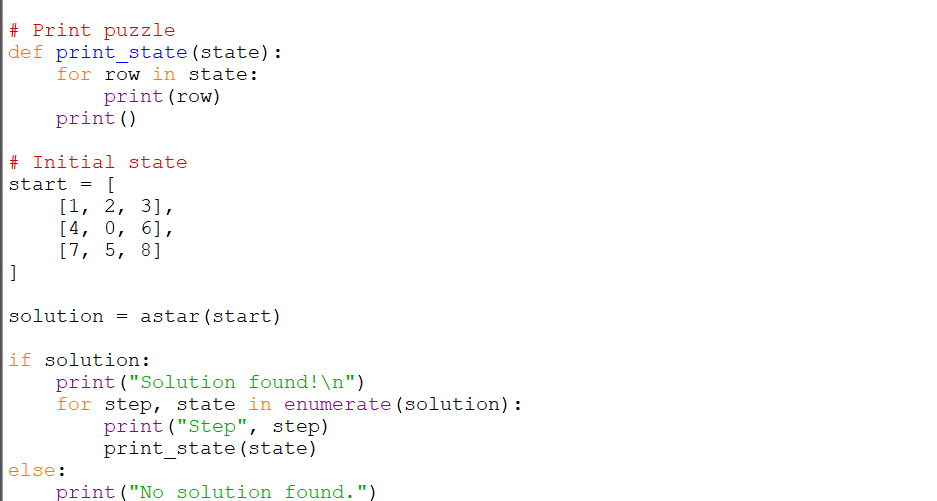 # Print puzzle
def print_state(state):
    for row in state:
        print(row)
    print()

# Initial state
start = [
    [1, 2, 3],
    [4, 0, 6],
    [7, 5, 8]
]

solution = astar(start)

if solution:
    print("Solution found!\n")
    for step, state in enumerate(solution):
        print("Step", step)
        print_state(state)
else:
    print("No solution found.")